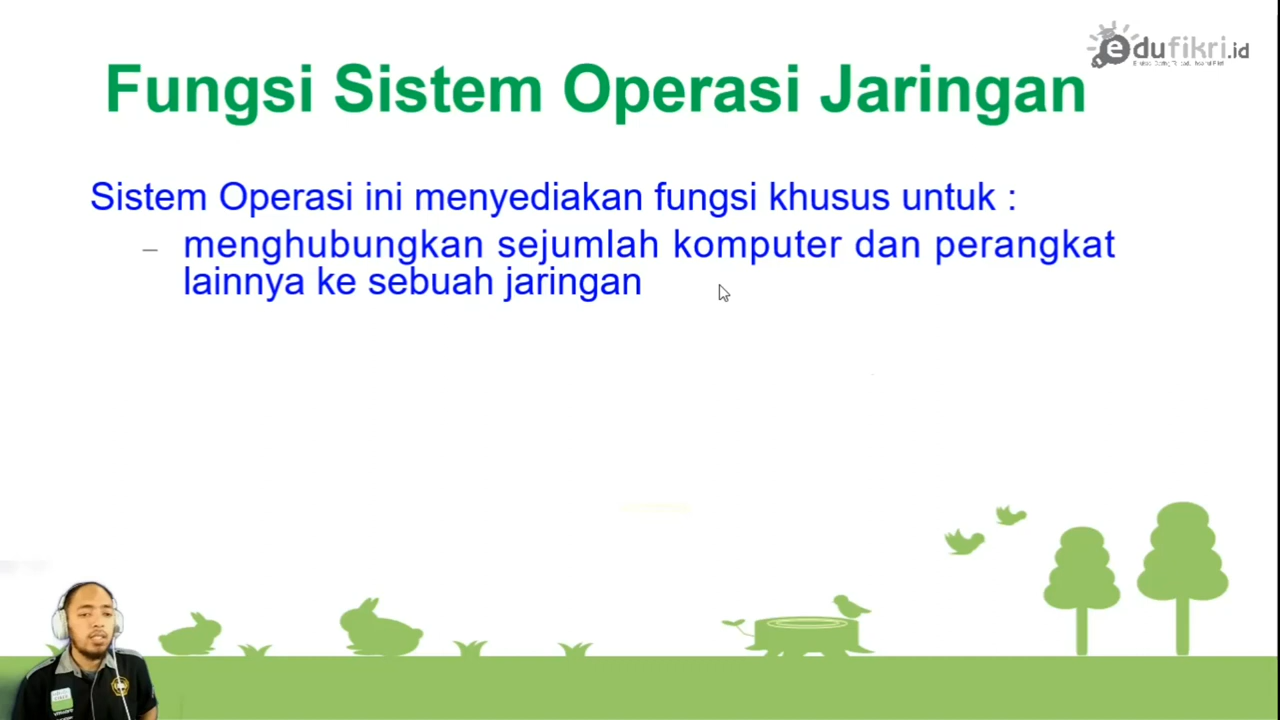 edufikri.id
Fungsi Sistem Operasi Jaringan
Sistem Operasi ini menyediakan fungsi khusus untuk :
– menghubungkan sejumlah komputer dan perangkat
lainnya ke sebuah jaringan